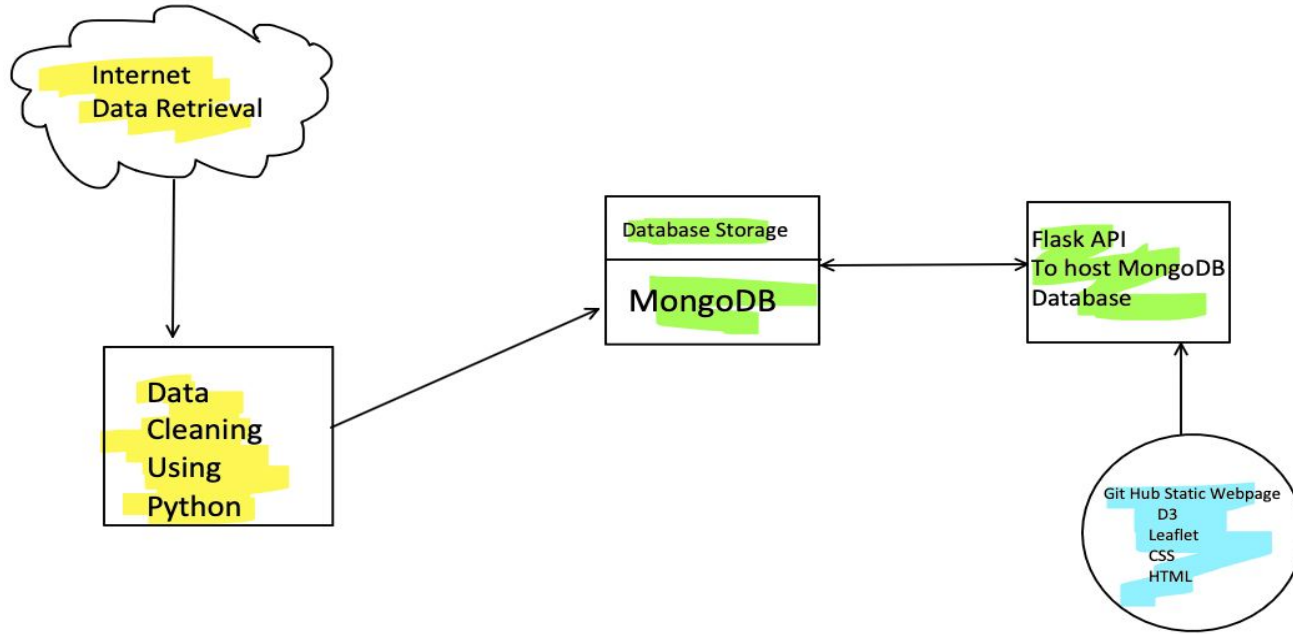 Internet
Data Retrieval
Data
Cleaning
Using
Python
Database Storage
MongoDB
Flask API
To host MongoDB
Database
Git Hub Static Webpage
D3
Leaflet
CSS
HTML